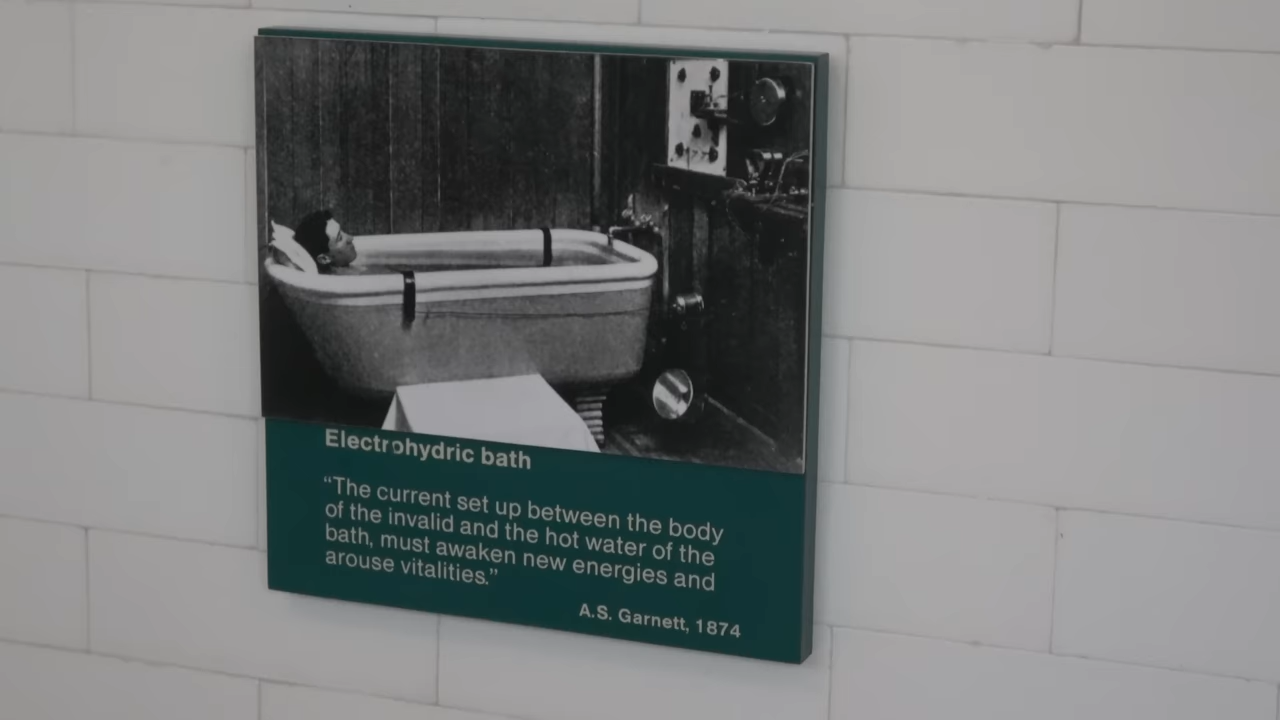 Electrohydric bath
“The current set up between the body
of the invalid and the hot water of the
bath, must awaken new energies and
arouse vitalities.”
A.S. Garnett, 1874